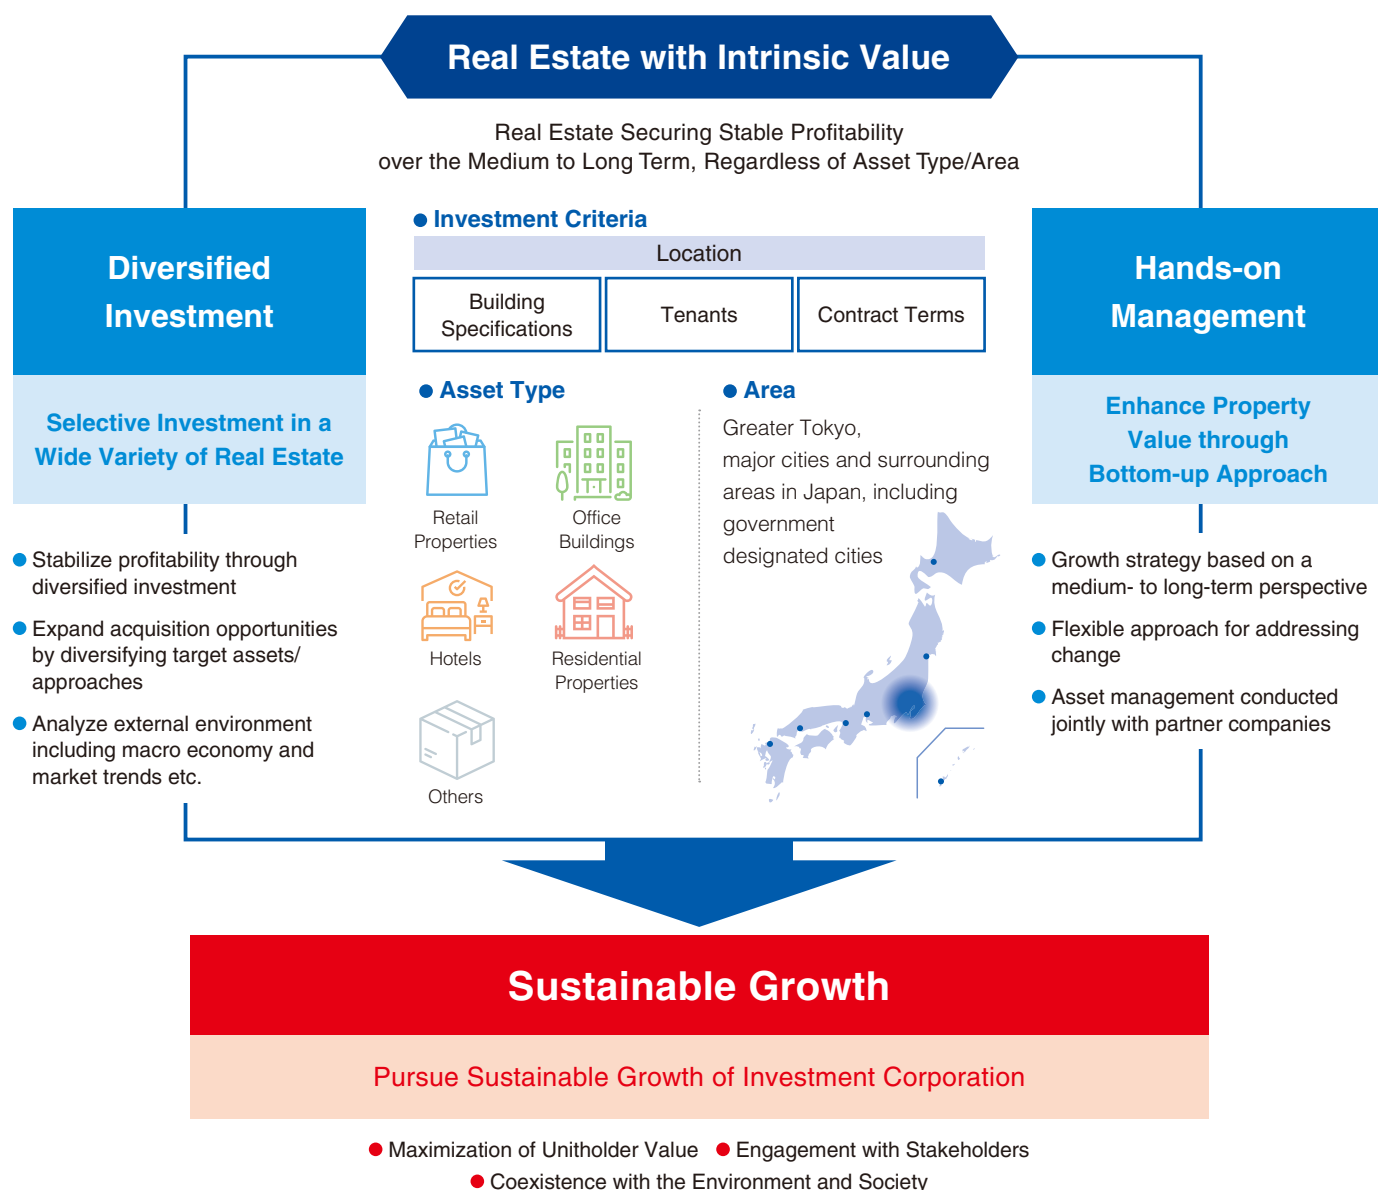 Real Estate with Intrinsic Value
Real Estate Securing Stable Profitability
over the Medium to Long Term, Regardless of Asset Type/Area
Diversified
Investment
Selective Investment in a
Wide Variety of Real Estate
Stabilize profitability through
diversified investment
Expand acquisition opportunities
by diversifying target assets/
approaches
Analyze external environment
including macro economy and
market trends etc.
Investment Criteria
Location
Building
Specifications
Tenants
Contract Terms
Asset Type
Retail
Properties
Office
Buildings
Hotels
Residential
Properties
Others
Area
Greater Tokyo,
major cities and surrounding
areas in Japan, including
government
designated cities
Hands-on
Management
Enhance Property
Value through
Bottom-up Approach
Growth strategy based on a
medium- to long-term perspective
Flexible approach for addressing
change
Asset management conducted
jointly with partner companies
Sustainable Growth
Pursue Sustainable Growth of Investment Corporation
Maximization of Unitholder Value
Engagement with Stakeholders
Coexistence with the Environment and Society